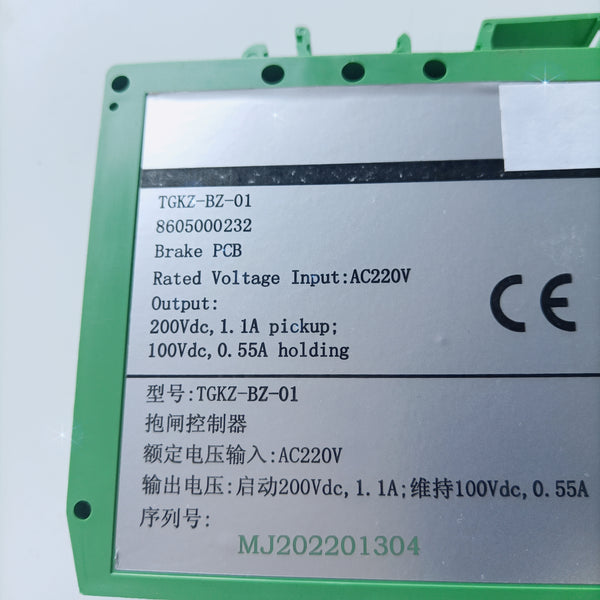 TGKZ-BZ-01
8605000232
Brake PCB
Rated Voltage Input:AC220V
Output:
200Vdc,1.1A pickup;
100Vdc,0.55A holding
CE
型号:TGKZ-BZ-01
抱闸控制器
额定电压输入:AC220V
输出电压:启动200Vdc,1.1A;维持100Vdc,0.55A
序列号:
MJ202201304